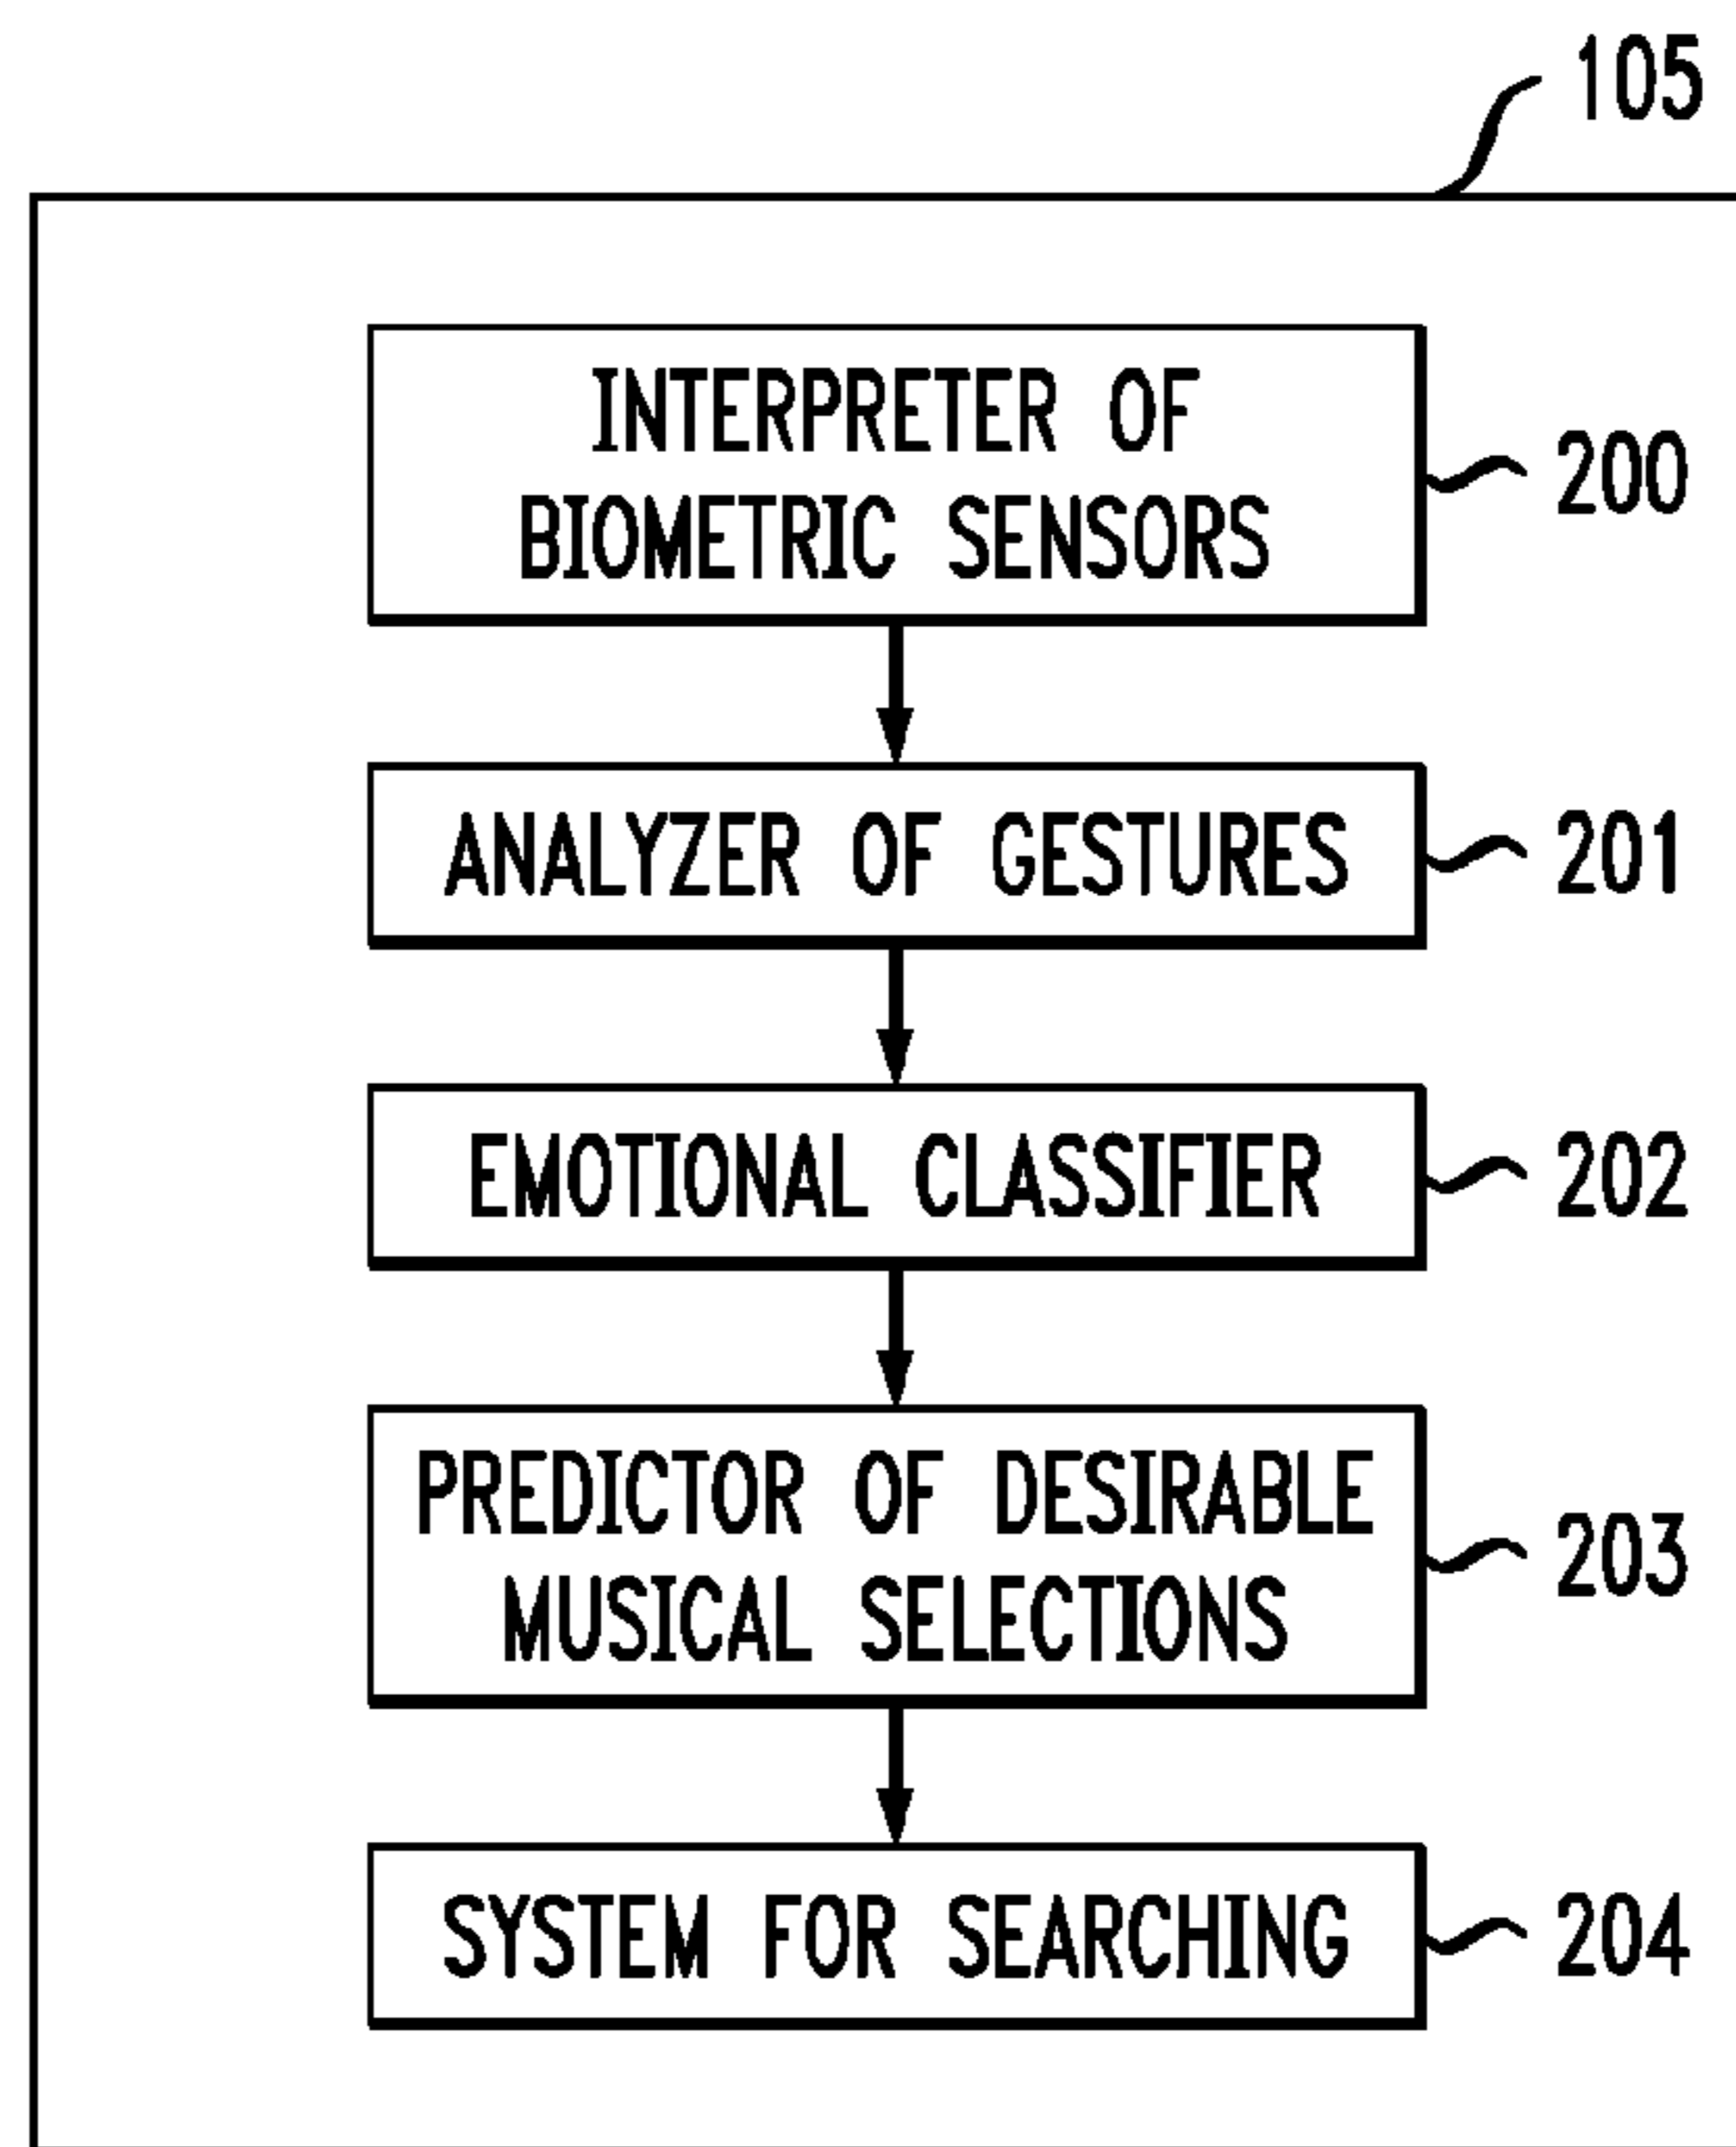 105
INTERPRETER OF
BIOMETRIC SENSORS
200
ANALYZER OF GESTURES
201
EMOTIONAL CLASSIFIER
202
PREDICTOR OF DESIRABLE
MUSICAL SELECTIONS
203
SYSTEM FOR SEARCHING
204